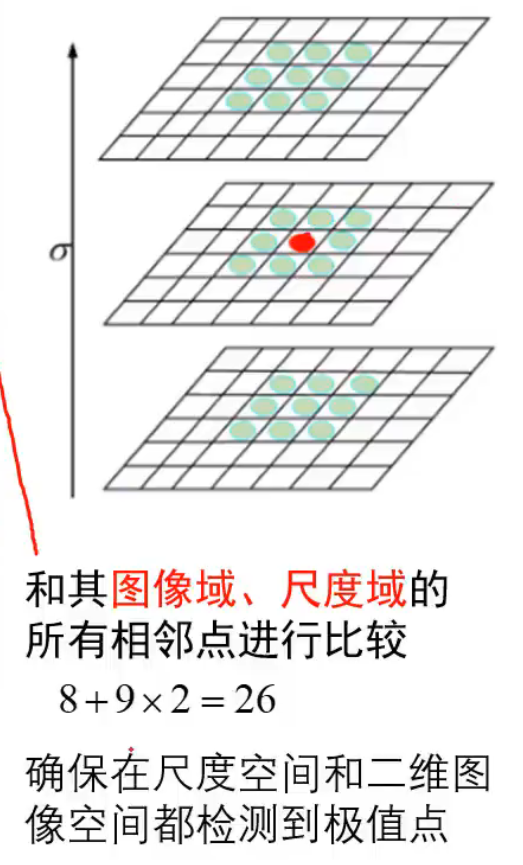 σ
和其图像域、尺度域的
所有相邻点进行比较
8+9×2=26
确保在尺度空间和二维图
像空间都检测到极值点